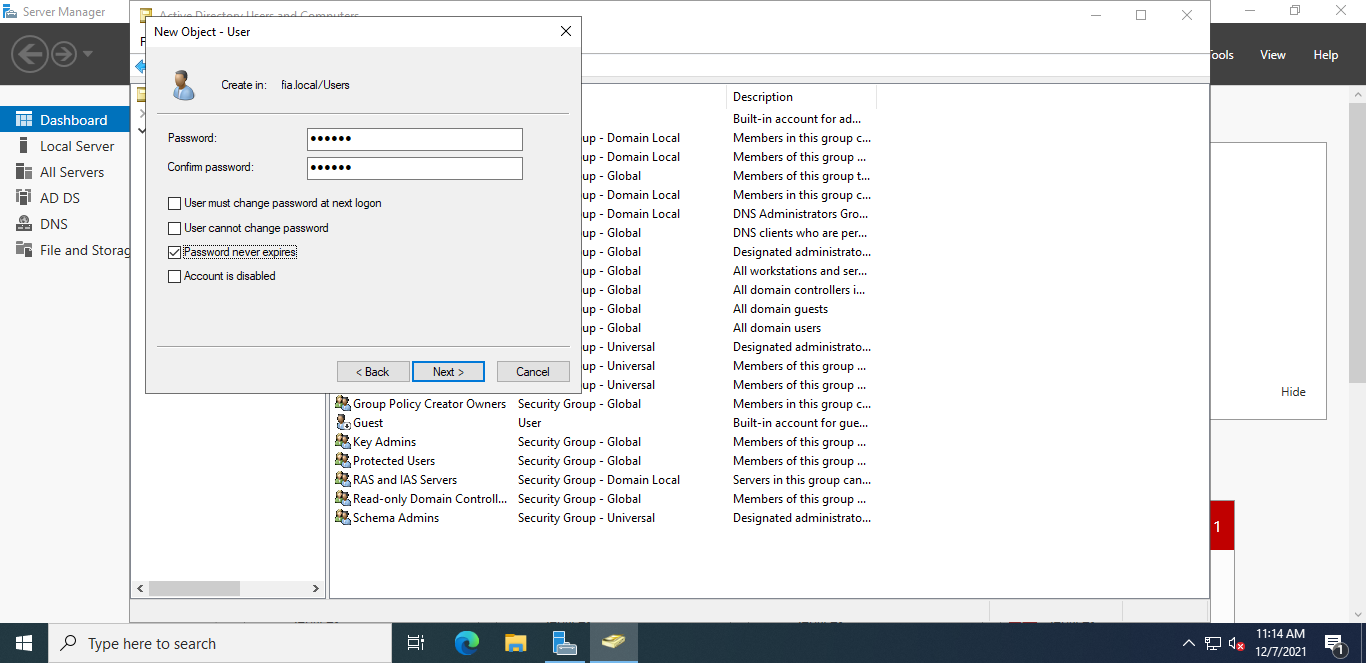 Server Manager
Active Directory Users and Computers
New Object - User
Tools View Help
Create in: fia.local/Users
Password: ••••••
Confirm password: ••••••
User must change password at next logon
User cannot change password
Password never expires
Account is disabled
< Back Next > Cancel
Dashboard
Local Server
All Servers
AD DS
DNS
File and Storag
Description
Built-in account for ad...
up - Domain Local Members in this group c...
up - Domain Local Members of this group ...
up - Global Members of this group t...
up - Domain Local Members in this group c...
up - Domain Local DNS Administrators Gro...
up - Global DNS clients who are per...
up - Global Designated administrato...
up - Global All workstations and ser...
up - Global All domain controllers i...
up - Global All domain guests
up - Global All domain users
up - Universal Designated administrato...
up - Universal Members of this group ...
up - Universal Members of this group ...
Group Policy Creator Owners Security Group - Global Members in this group c...
Guest User Built-in account for gue...
Key Admins Security Group - Global Members of this group ...
Protected Users Security Group - Global Members of this group ...
RAS and IAS Servers Security Group - Domain Local Servers in this group can...
Read-only Domain Controll... Security Group - Global Members of this group ...
Schema Admins Security Group - Universal Designated administrato...
Hide
1
Type here to search
11:14 AM
12/7/2021
1